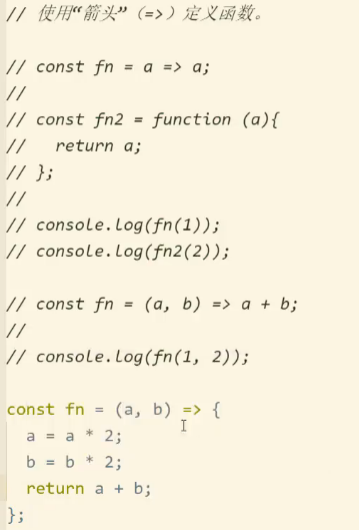 // 使用“箭头”（=>）定义函数。
// const fn = a => a;
//
// const fn2 = function (a){
//   return a;
// };
//
// console.log(fn(1));
// console.log(fn2(2));
// const fn = (a, b) => a + b;
//
// console.log(fn(1, 2));
const fn = (a, b) => {
  a = a * 2;
  b = b * 2;
  return a + b;
};